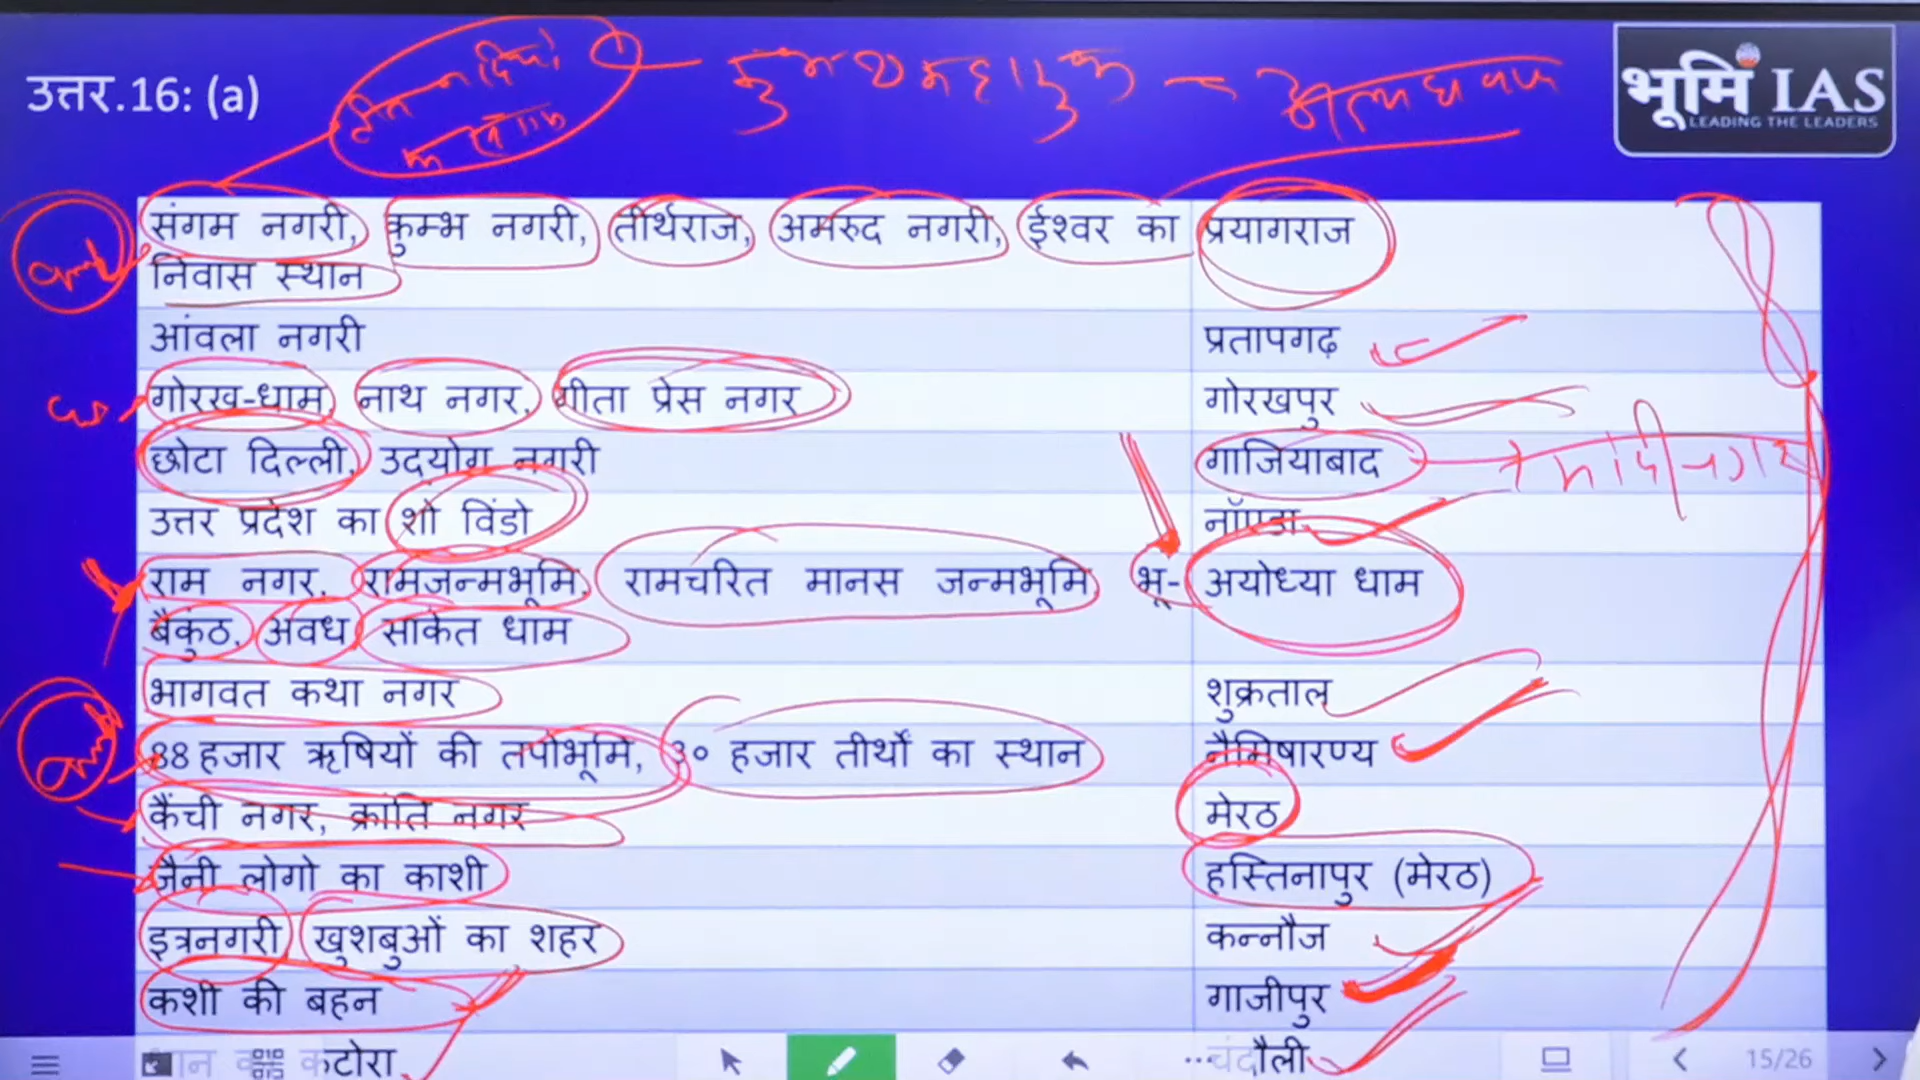 उत्तर.16: (a)
तीन नदियों
भूमि IAS
LEADING THE LEADERS
संगम नगरी, कुम्भ नगरी, तीर्थराज, अमरुद नगरी, ईश्वर का निवास स्थान
प्रयागराज
आंवला नगरी
प्रतापगढ़
गोरख-धाम, नाथ नगर, गीता प्रेस नगर
गोरखपुर
छोटा दिल्ली, उदयोग नगरी
गाजियाबाद
उत्तर प्रदेश का शो विंडो
राम नगर, रामजन्मभूमि, रामचरित मानस जन्मभूमि, भू-
बैकुंठ, अवध, साकेत धाम
अयोध्या धाम
भागवत कथा नगर
शुक्रताल
88 हजार ऋषियों की तपोभूमि, ३० हजार तीर्थों का स्थान
नैमिषारण्य
कैंची नगर, क्रांति नगर
मेरठ
जैनी लोगो का काशी
हस्तिनापुर (मेरठ)
इत्रनगरी, खुशबुओं का शहर
कन्नौज
कशी की बहन
गाजीपुर
कटोरा
चंदौली
15/26